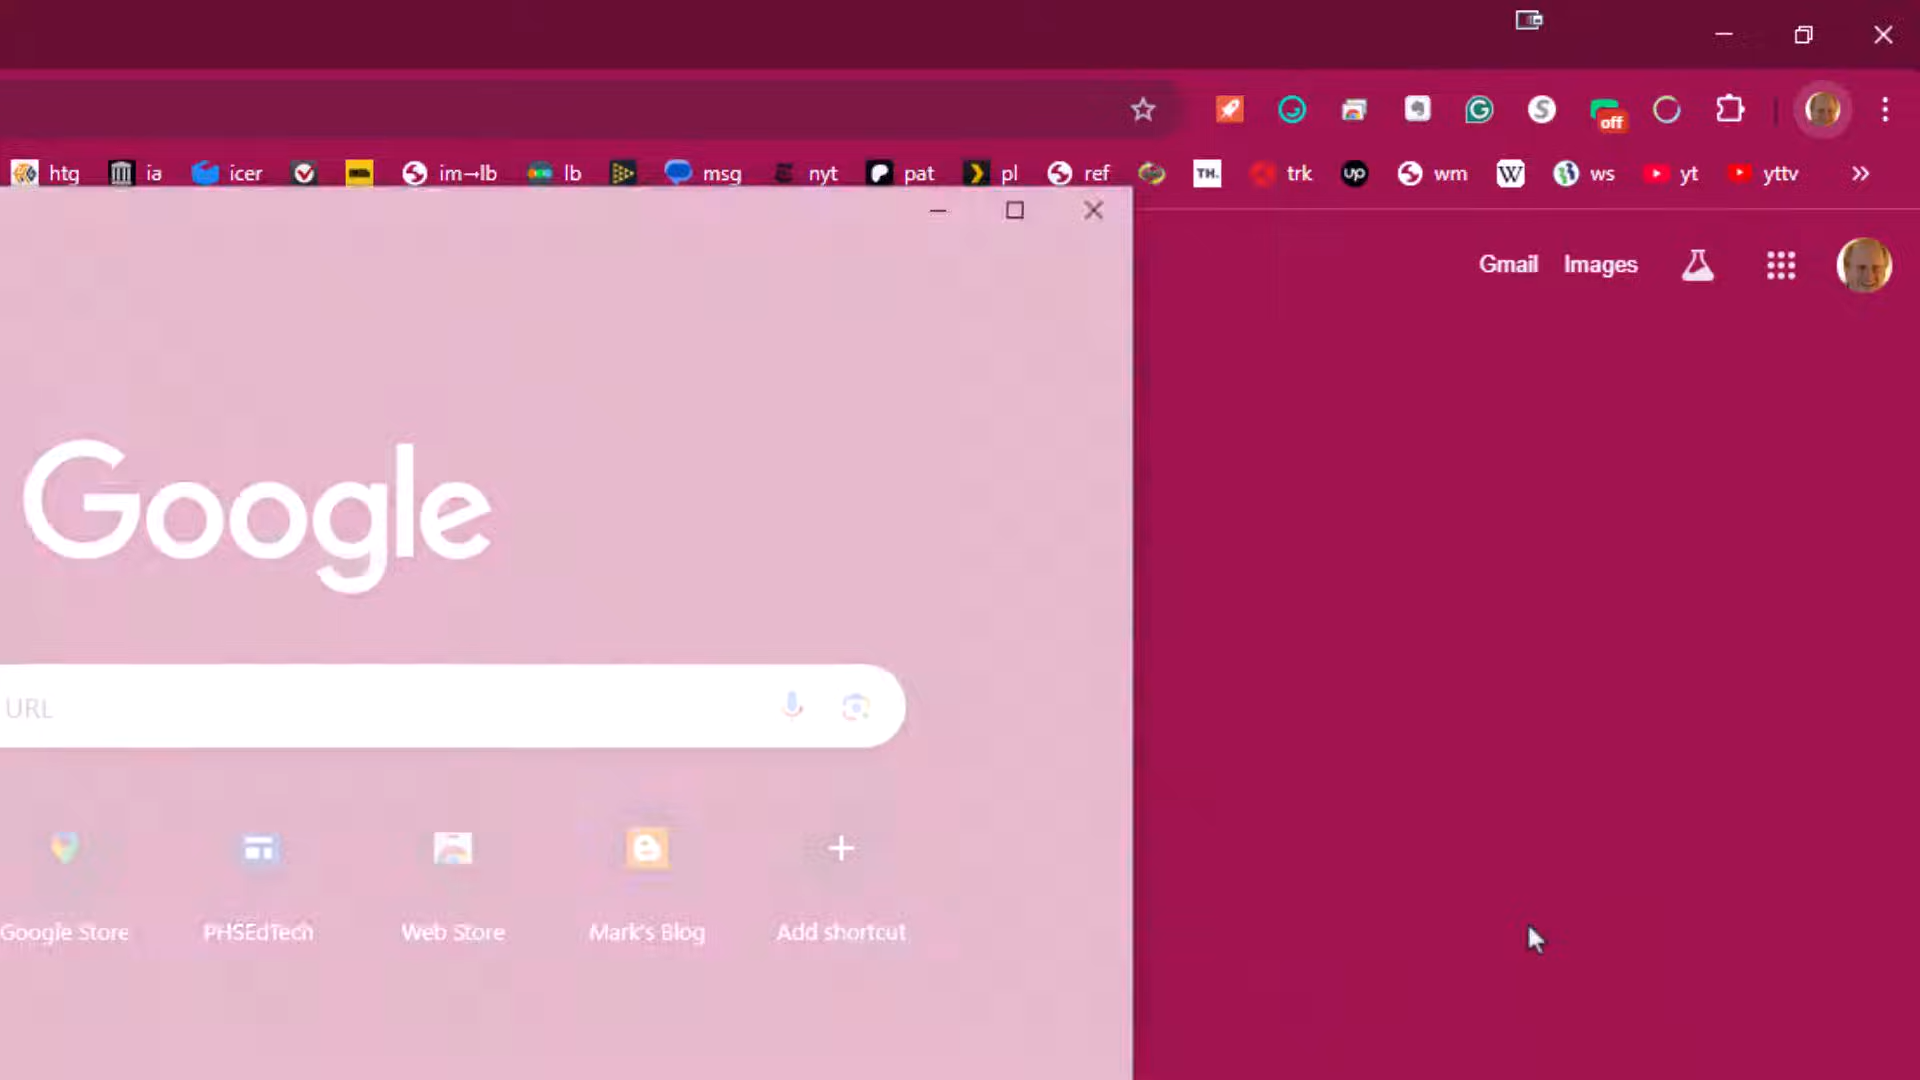 off
htg ia icer im→lb lb msg nyt pat pl ref TH. trk up wm W ws yt yttv
Gmail Images
Google
URL
Google Store PHSEdTech Web Store Mark's Blog Add shortcut